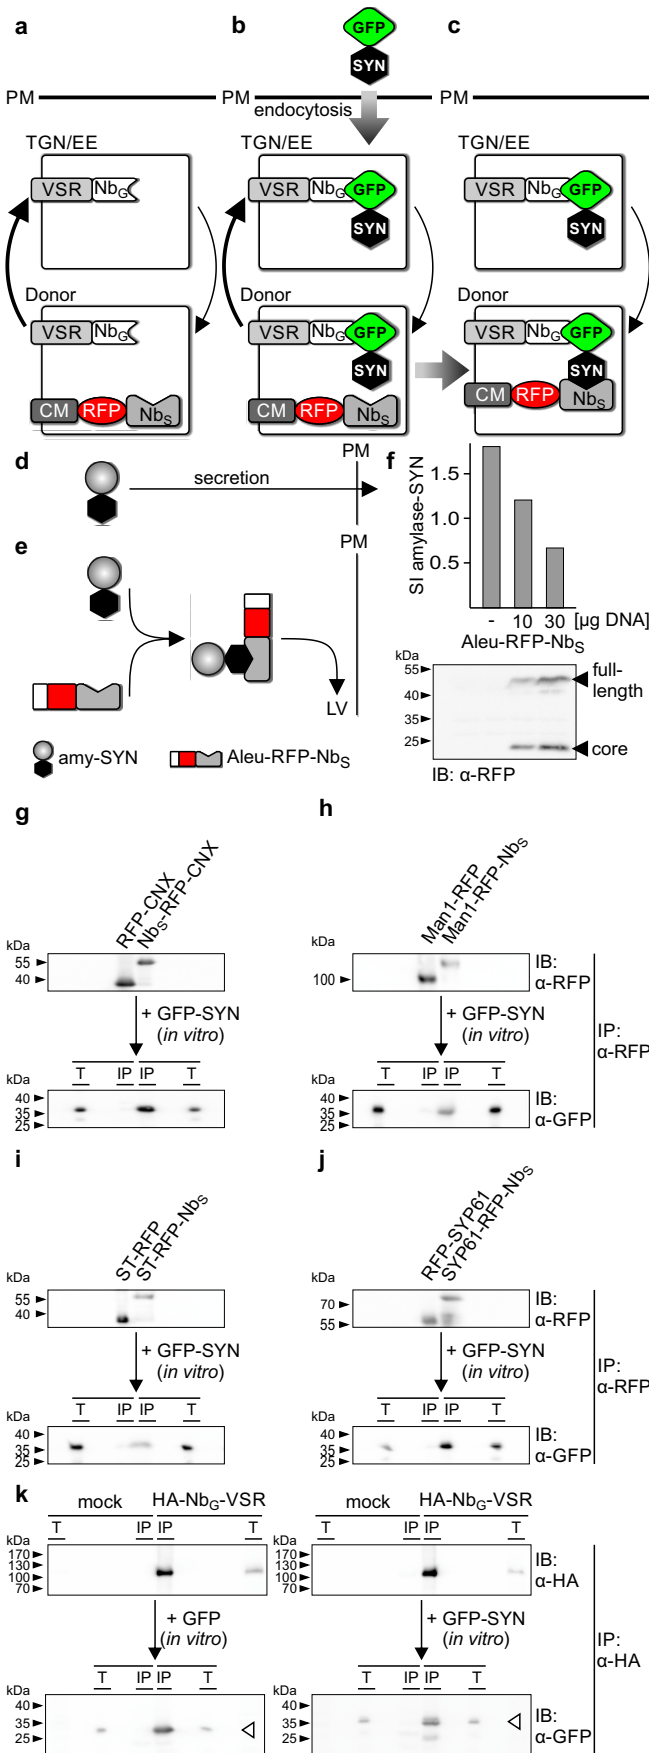 a
b
c
GFP
SYN
PM
PM
endocytosis
PM
TGN/EE
TGN/EE
TGN/EE
VSR
NbG
VSR
NbG
GFP
SYN
VSR
NbG
GFP
SYN
Donor
Donor
Donor
VSR
NbG
VSR
NbG
GFP
SYN
VSR
NbG
GFP
SYN
CM
RFP
NbS
CM
RFP
NbS
CM
RFP
NbS
d
secretion
PM
e
PM
LV
amy-SYN
Aleu-RFP-NbS
f
SI amylase-SYN
1.5
1.0
0.5
- 10 30 [µg DNA]
Aleu-RFP-NbS
kDa
55
40
35
25
full-
length
core
IB: α-RFP
g
RFP-CNX
NbS-RFP-CNX
kDa
55
40
+ GFP-SYN
(in vitro)
T IP IP T
kDa
40
35
25
h
Man1-RFP
Man1-RFP-NbS
kDa
100
IB:
α-RFP
+ GFP-SYN
(in vitro)
T IP IP T
kDa
40
35
25
IB:
α-GFP
IP:
α-RFP
i
ST-RFP
ST-RFP-NbS
kDa
55
40
+ GFP-SYN
(in vitro)
T IP IP T
kDa
40
35
25
j
RFP-SYP61
SYP61-RFP-NbS
kDa
70
55
IB:
α-RFP
+ GFP-SYN
(in vitro)
T IP IP T
kDa
40
35
25
IB:
α-GFP
IP:
α-RFP
k
mock HA-NbG-VSR
T IP IP T
kDa
170
130
100
70
+ GFP
(in vitro)
T IP IP T
kDa
40
35
25
mock HA-NbG-VSR
T IP IP T
kDa
170
130
100
70
IB:
α-HA
+ GFP-SYN
(in vitro)
T IP IP T
kDa
40
35
25
IB:
α-GFP
IP:
α-HA